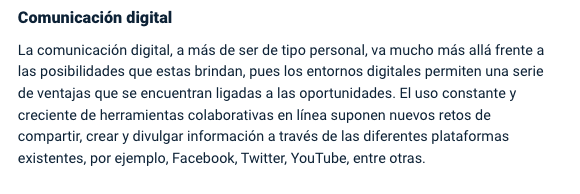 Comunicación digital
La comunicación digital, a más de ser de tipo personal, va mucho más allá frente a
las posibilidades que estas brindan, pues los entornos digitales permiten una serie
de ventajas que se encuentran ligadas a las oportunidades. El uso constante y
creciente de herramientas colaborativas en línea suponen nuevos retos de
compartir, crear y divulgar información a través de las diferentes plataformas
existentes, por ejemplo, Facebook, Twitter, YouTube, entre otras.